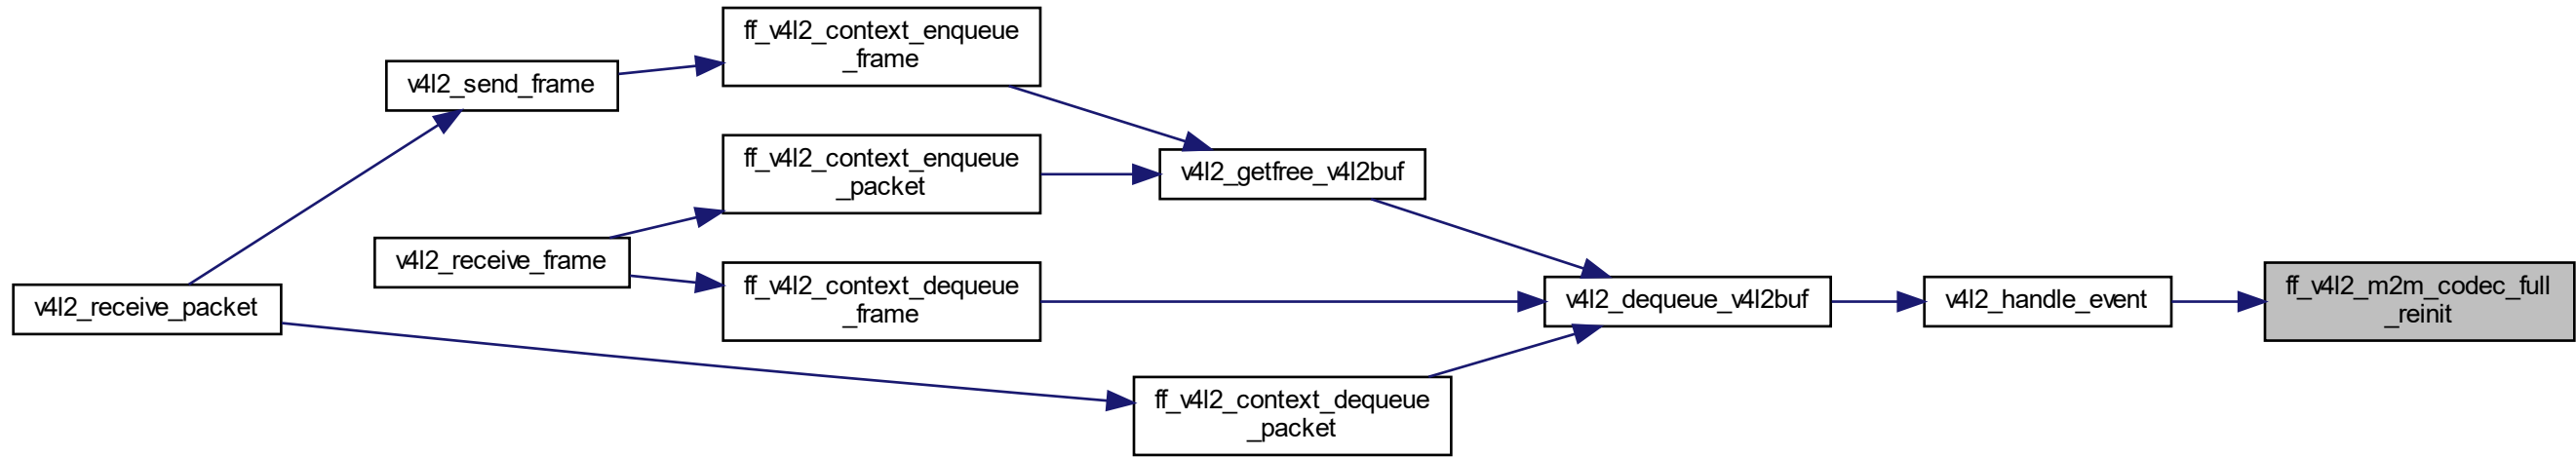 ff_v4l2_context_enqueue
_frame
v4l2_send_frame
ff_v4l2_context_enqueue
_packet
v4l2_getfree_v4l2buf
v4l2_receive_frame
ff_v4l2_context_dequeue
_frame
v4l2_receive_packet
v4l2_dequeue_v4l2buf
v4l2_handle_event
ff_v4l2_m2m_codec_full
_reinit
ff_v4l2_context_dequeue
_packet